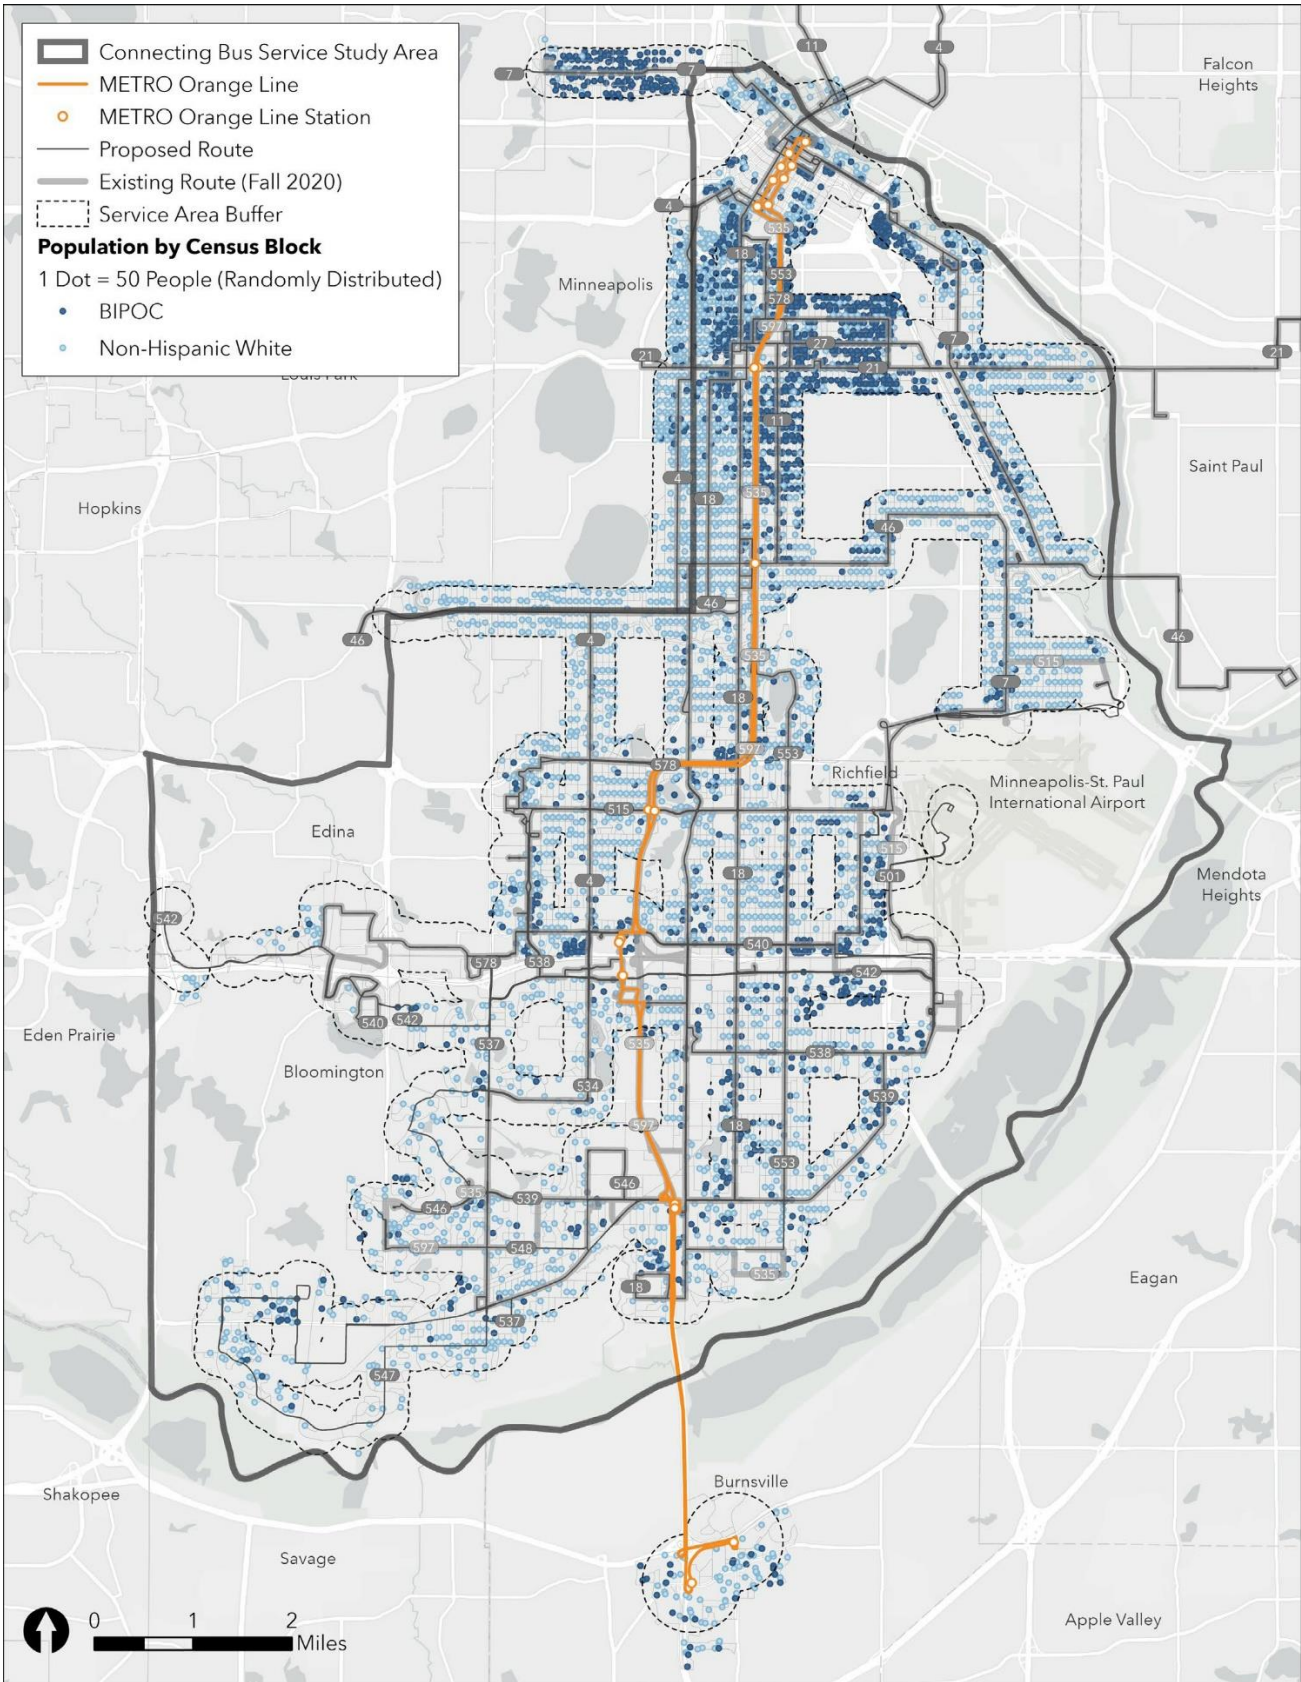 Connecting Bus Service Study Area
METRO Orange Line
METRO Orange Line Station
Proposed Route
Existing Route (Fall 2020)
Service Area Buffer
Population by Census Block
1 Dot = 50 People (Randomly Distributed)
BIPOC
Non-Hispanic White
11
4
Falcon
Heights
7
7
4
535
18
553
Minneapolis
578
597
27
7
21
21
21
11
Saint Paul
4
535
18
Hopkins
46
46
46
46
4
535
515
7
18
597
553
578
Richfield
Minneapolis-St. Paul
International Airport
515
Edina
515
4
18
501
Mendota
Heights
542
540
578
538
542
Eden Prairie
540
542
535
537
538
Bloomington
534
539
597
18
553
546
535
539
546
597
548
535
18
Eagan
537
547
Burnsville
Shakopee
Savage
0 1 2
Miles
Apple Valley